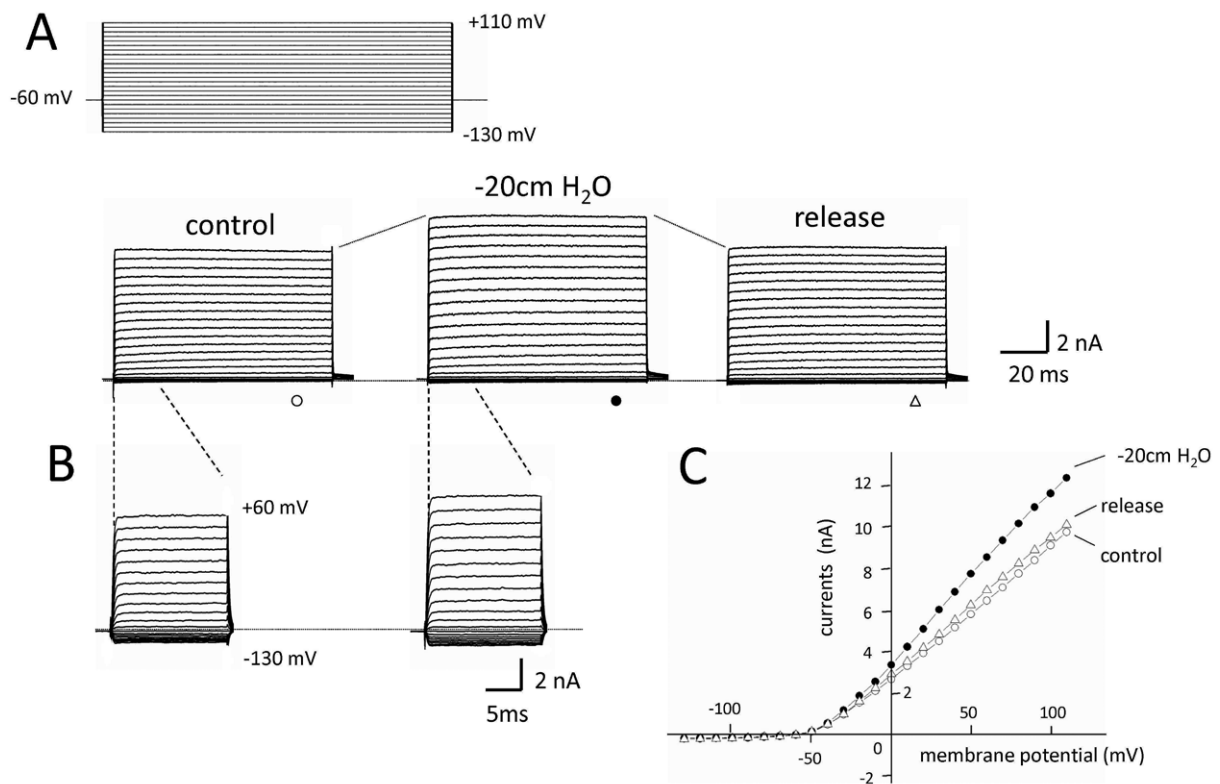 A
+110 mV
-60 mV
-130 mV
-20cm H₂O
control
release
2 nA
20 ms
B
+60 mV
-130 mV
2 nA
5ms
C
-20cm H₂O
release
control
currents (nA)
12
10
8
6
4
2
-100
-50
0
50
100
membrane potential (mV)
-2